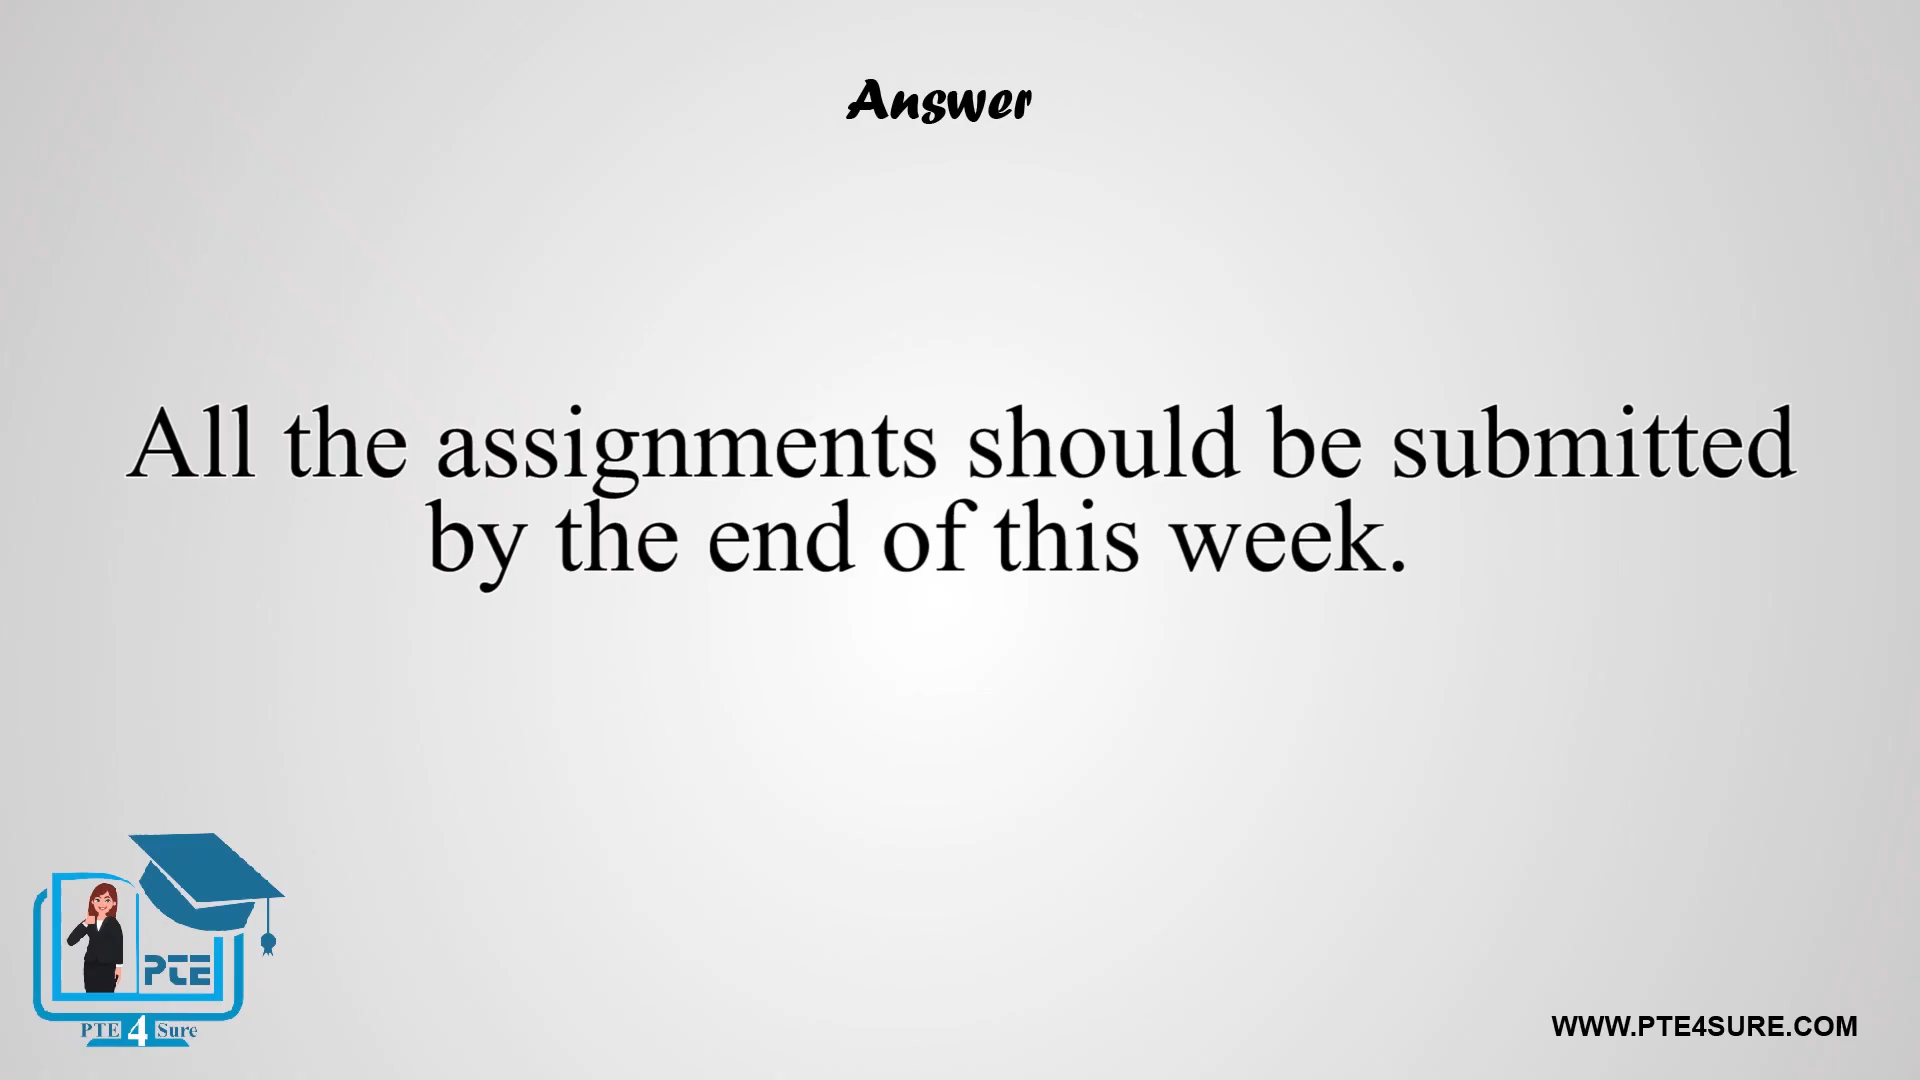 Answer
All the assignments should be submitted
by the end of this week.
PTE
PTE 4 Sure
WWW.PTE4SURE.COM